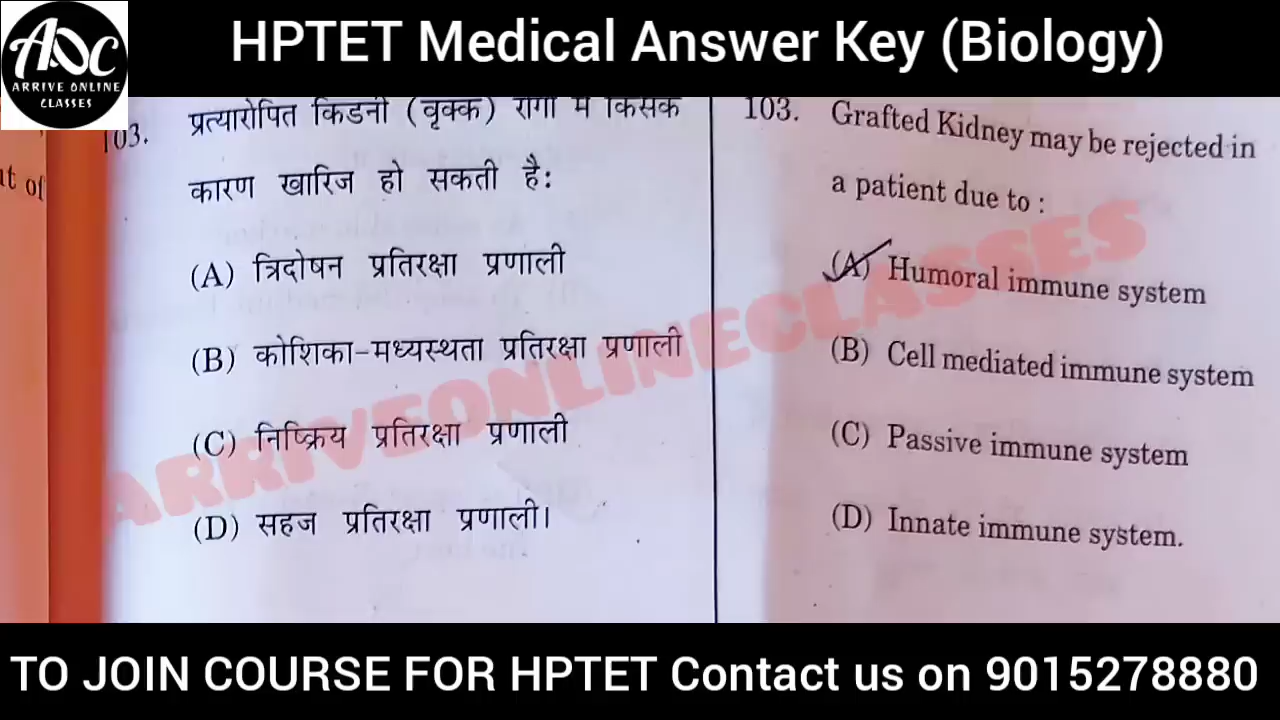 ARRIVE ONLINE
CLASSES
HPTET Medical Answer Key (Biology)
of
103. प्रत्यारोपित किडनी (वृक्क) रोगी में किसके
कारण खारिज हो सकती है:
(A) त्रिदोषन प्रतिरक्षा प्रणाली
(B) कोशिका-मध्यस्थता प्रतिरक्षा प्रणाली
(C) निष्क्रिय प्रतिरक्षा प्रणाली
(D) सहज प्रतिरक्षा प्रणाली।
103. Grafted Kidney may be rejected in
a patient due to :
(A) Humoral immune system
(B) Cell mediated immune system
(C) Passive immune system
(D) Innate immune system.
ARRIVEONLINECLASSES
TO JOIN COURSE FOR HPTET Contact us on 9015278880